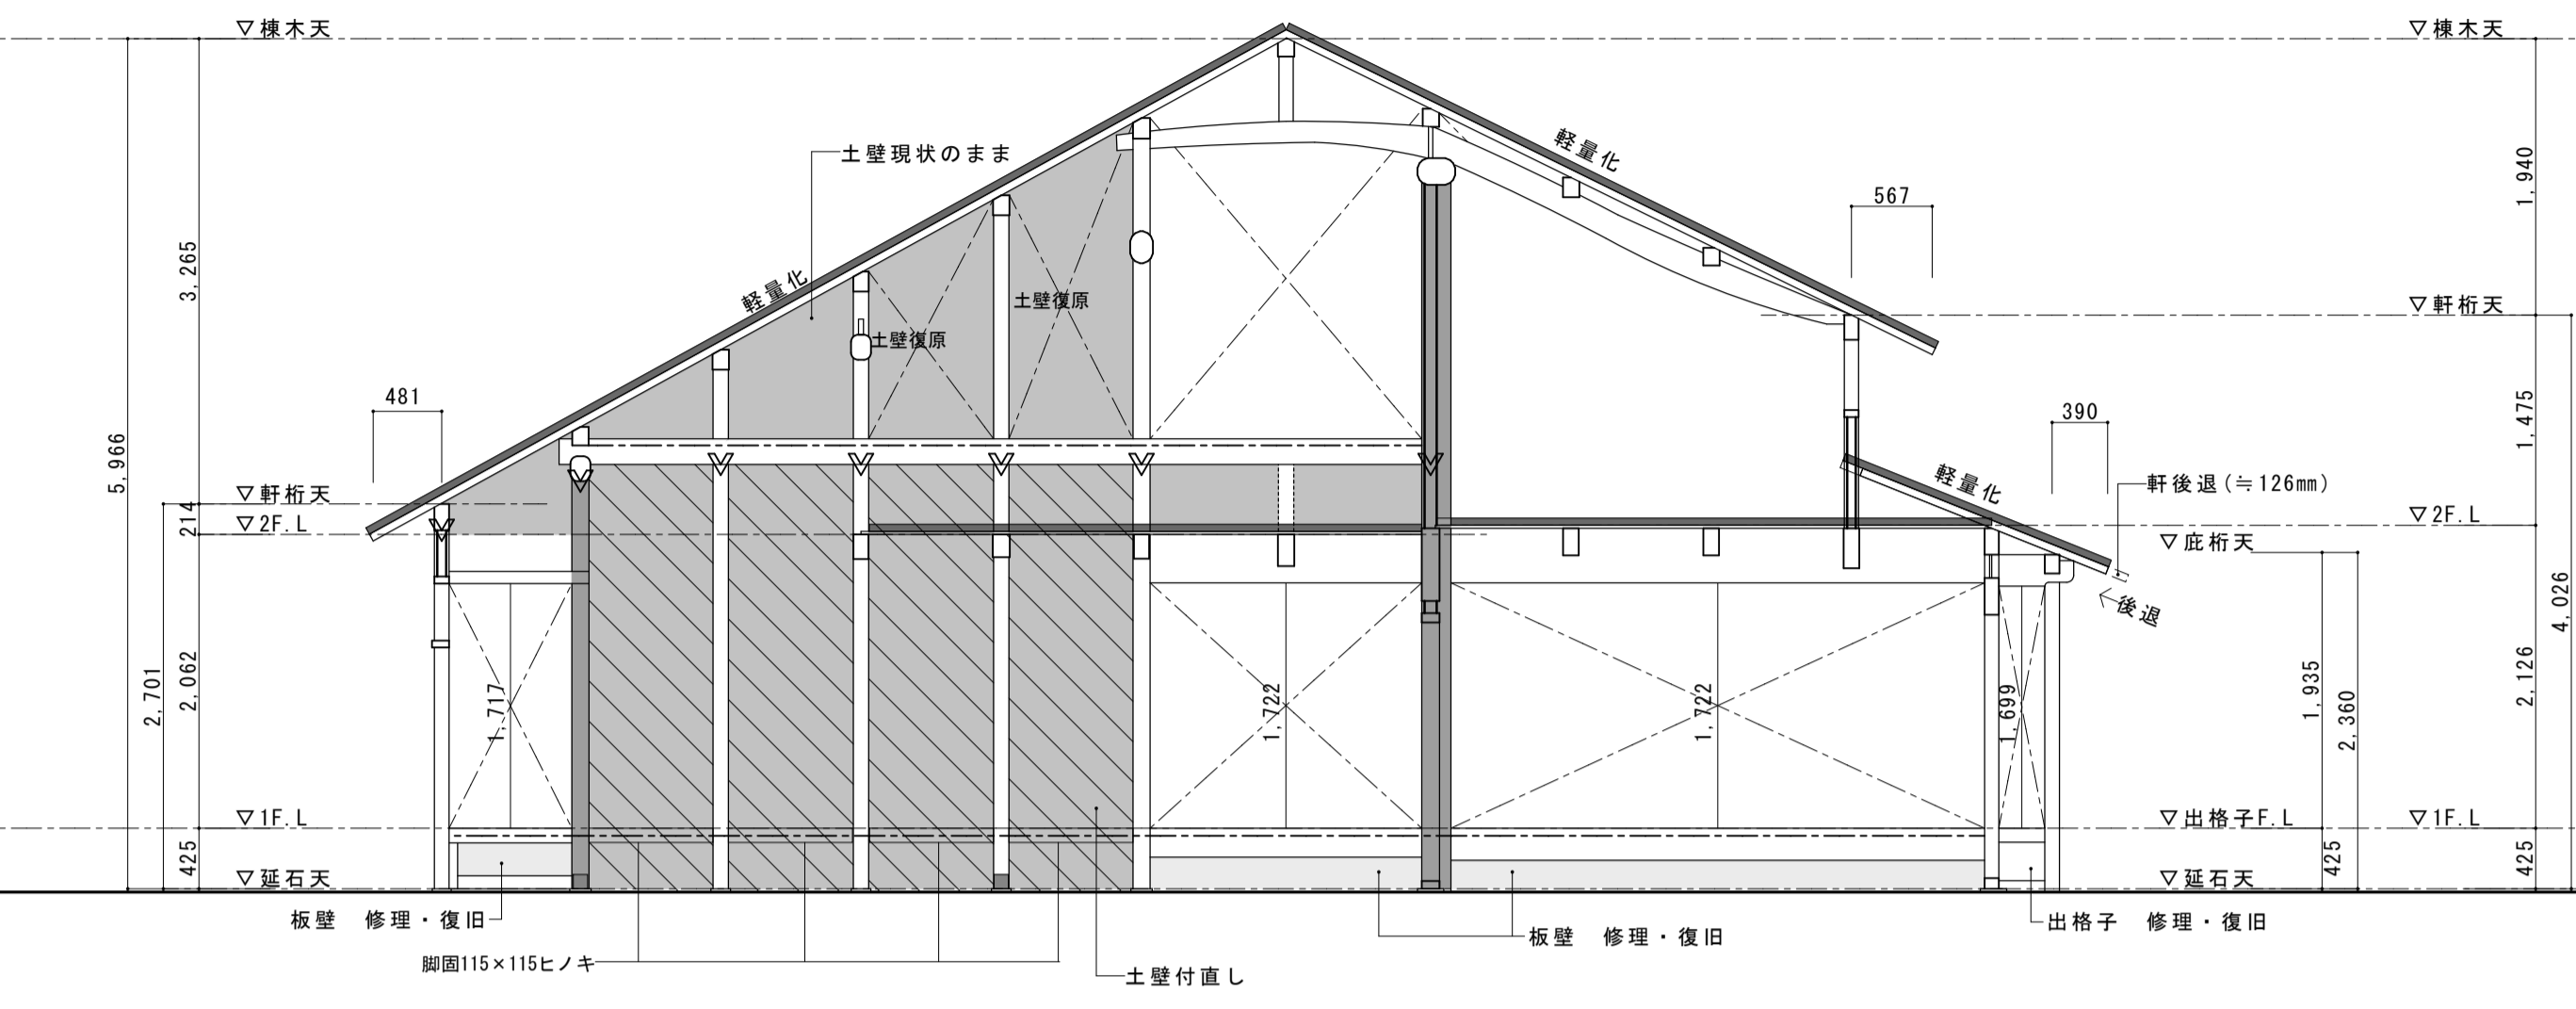 ▽棟木天
▽棟木天
土壁現状のまま
軽量化
567
1,940
3,265
軽量化
土壁復原
土壁復原
▽軒桁天
481
390
1,475
5,966
軽量化
軒後退(≒126㎜)
▽軒桁天
214
▽2F.L
▽2F.L
▽庇桁天
後退
4,026
2,701
2,062
1,717
1,722
1,722
1,699
1,935
2,360
2,126
▽1F.L
▽出格子F.L
▽1F.L
425
425
425
▽延石天
▽延石天
板壁 修理・復旧
板壁 修理・復旧
出格子 修理・復旧
脚固115×115ヒノキ
土壁付直し